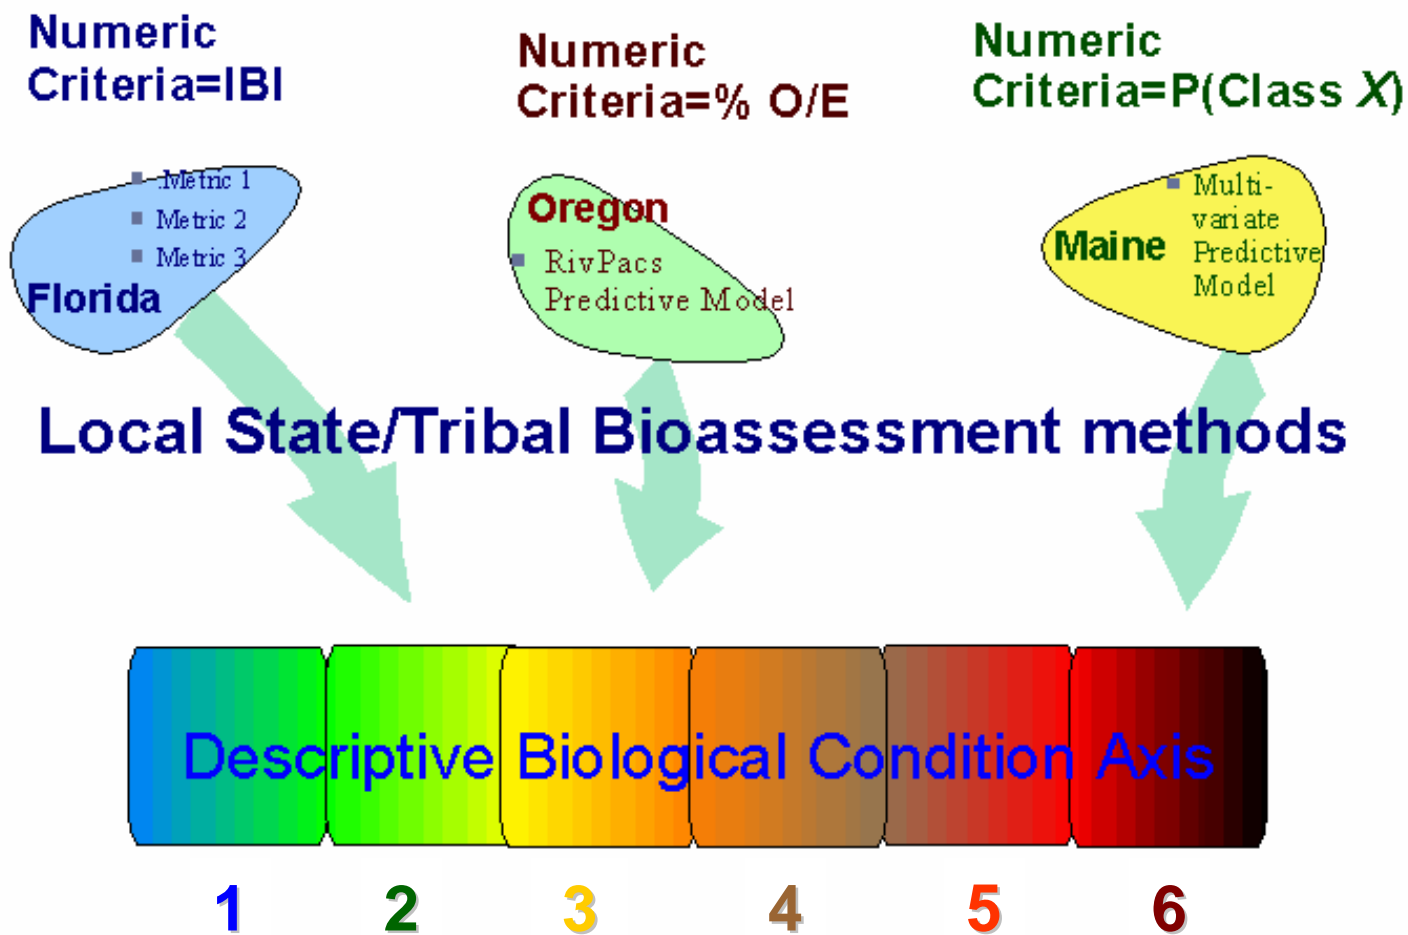 Numeric
Criteria=IBI
Numeric
Criteria=% O/E
Numeric
Criteria=P(Class X)
.Metric 1
Metric 2
Metric 3
Florida
Oregon
RivPacs
Predictive Model
Maine
Multi-
variate
Predictive
Model
Local State/Tribal Bioassessment methods
Descriptive Biological Condition Axis
1 2 3 4 5 6